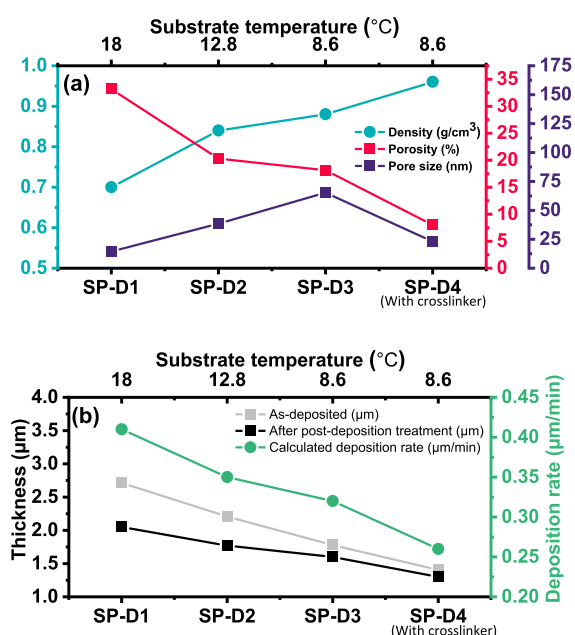 Substrate temperature (°C)
18 12.8 8.6 8.6
(a)
1.0
0.9
0.8
0.7
0.6
0.5
35
30
25
20
15
10
5
0
175
150
125
100
75
50
25
0
Density (g/cm³)
Porosity (%)
Pore size (nm)
SP-D1 SP-D2 SP-D3 SP-D4
(With crosslinker)
Substrate temperature (°C)
18 12.8 8.6 8.6
(b)
Thickness (µm)
4.0
3.5
3.0
2.5
2.0
1.5
1.0
As-deposited (µm)
After post-deposition treatment (µm)
Calculated deposition rate (µm/min)
0.45
0.40
0.35
0.30
0.25
0.20
Deposition rate (µm/min)
SP-D1 SP-D2 SP-D3 SP-D4
(With crosslinker)